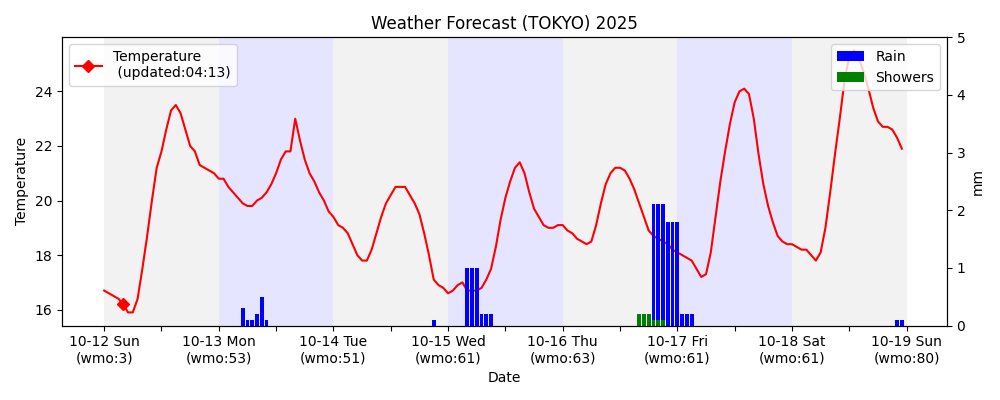 Weather Forecast (TOKYO) 2025
Temperature
(updated:04:13)
Rain
Showers
Temperature
24
22
20
18
16
5
4
3
2
1
0
mm
10-12 Sun
(wmo:3)
10-13 Mon
(wmo:53)
10-14 Tue
(wmo:51)
10-15 Wed
(wmo:61)
10-16 Thu
(wmo:63)
10-17 Fri
(wmo:61)
10-18 Sat
(wmo:61)
10-19 Sun
(wmo:80)
Date